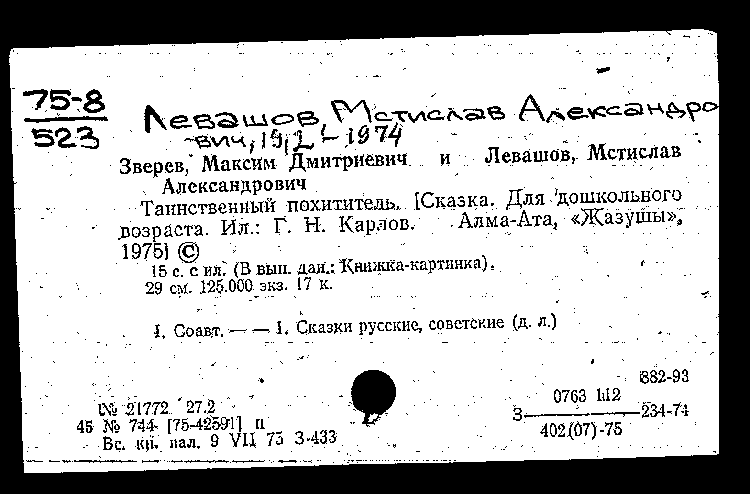 75-8
523
Левашов, Мстислав Александро
вич, 1912-1974
Зверев, Максим Дмитриевич и Левашов, Мстислав
Александрович
Таинственный похититель. [Сказка. Для дошкольного
возраста. Ил.: Г. Н. Карлов. Алма-Ата, «Жазушы»,
1975] ©
15 с. с ил. (В вып. дан.: Книжка-картинка).
29 см. 125.000 экз. 17 к.
1. Соавт. — — 1. Сказки русские, советские (д. л.)
882-93
№ 21772 27.2
0763 1112
45 № 744 [75-42591] п
З 234-74
402(07)-75
Вс. кн. пал. 9 VII 75 З-433